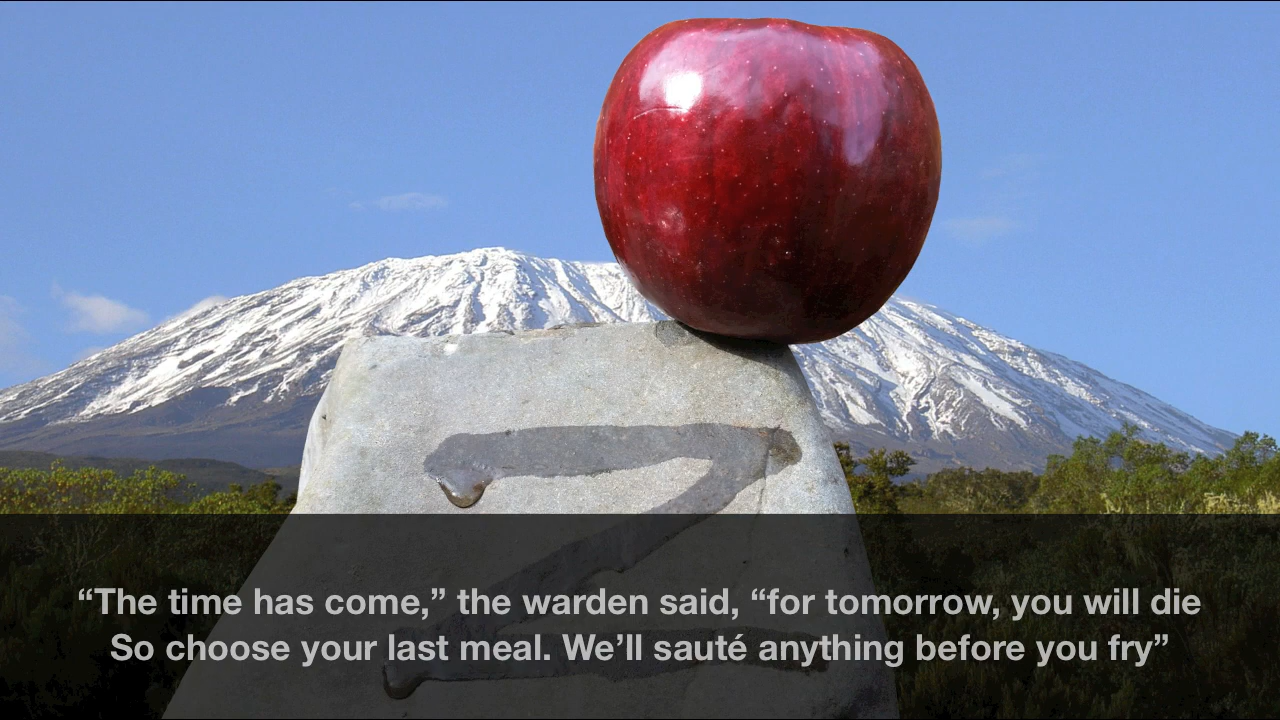 Z
“The time has come,” the warden said, “for tomorrow, you will die
So choose your last meal. We’ll sauté anything before you fry”